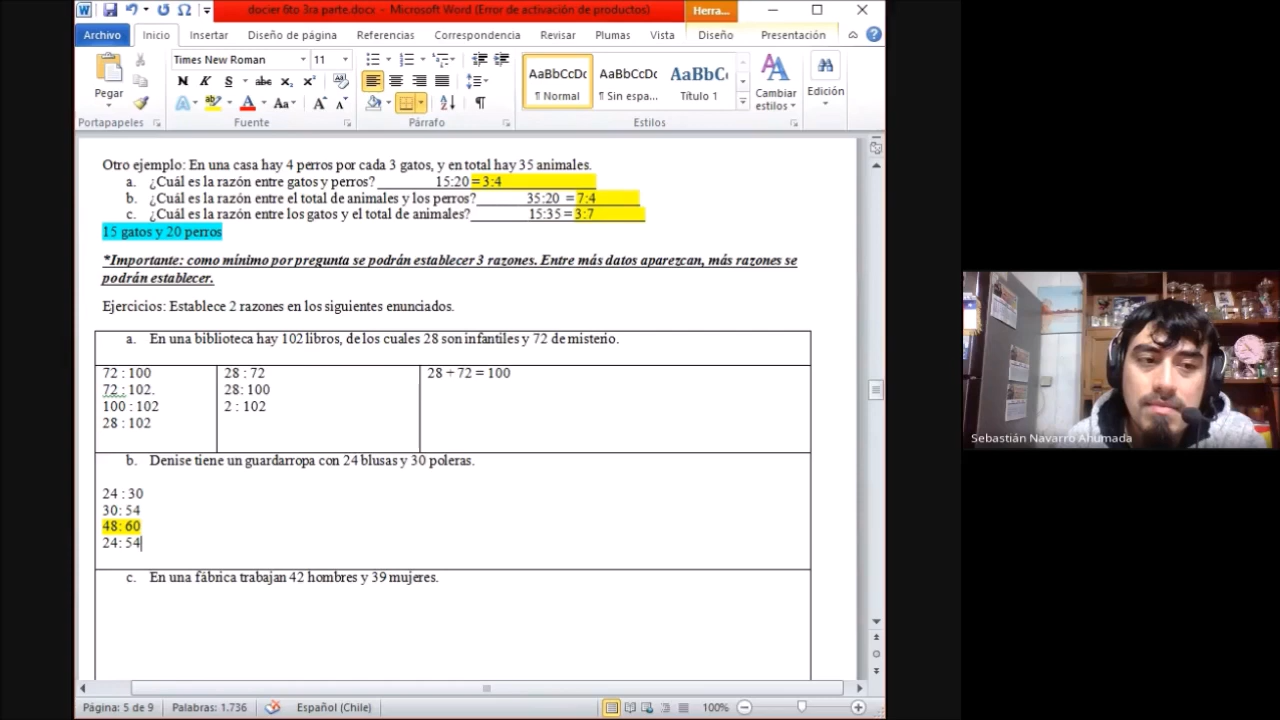 docier 6to 3ra parte.docx - Microsoft Word (Error de activación de productos)
Herra...
Archivo Inicio Insertar Diseño de página Referencias Correspondencia Revisar Plumas Vista Diseño Presentación
Times New Roman 11
Pegar
N K S abc x₂ x²
Aa A A
AaBbCcDc AaBbCcDc AaBbC
¶ Normal ¶ Sin espa... Título 1
Cambiar estilos
Edición
Portapapeles Fuente Párrafo Estilos
Otro ejemplo: En una casa hay 4 perros por cada 3 gatos, y en total hay 35 animales.
a. ¿Cuál es la razón entre gatos y perros? 15:20 = 3:4
b. ¿Cuál es la razón entre el total de animales y los perros? 35:20 = 7:4
c. ¿Cuál es la razón entre los gatos y el total de animales? 15:35 = 3:7
15 gatos y 20 perros
*Importante: como mínimo por pregunta se podrán establecer 3 razones. Entre más datos aparezcan, más razones se
podrán establecer.
Ejercicios: Establece 2 razones en los siguientes enunciados.
a. En una biblioteca hay 102 libros, de los cuales 28 son infantiles y 72 de misterio.
72 : 100 28 : 72 28 + 72 = 100
72 : 102. 28: 100
100 : 102 2 : 102
28 : 102
b. Denise tiene un guardarropa con 24 blusas y 30 poleras.
24 : 30
30: 54
48: 60
24: 54
c. En una fábrica trabajan 42 hombres y 39 mujeres.
Página: 5 de 9 Palabras: 1.736 Español (Chile) 100%
Sebastián Navarro Ahumada